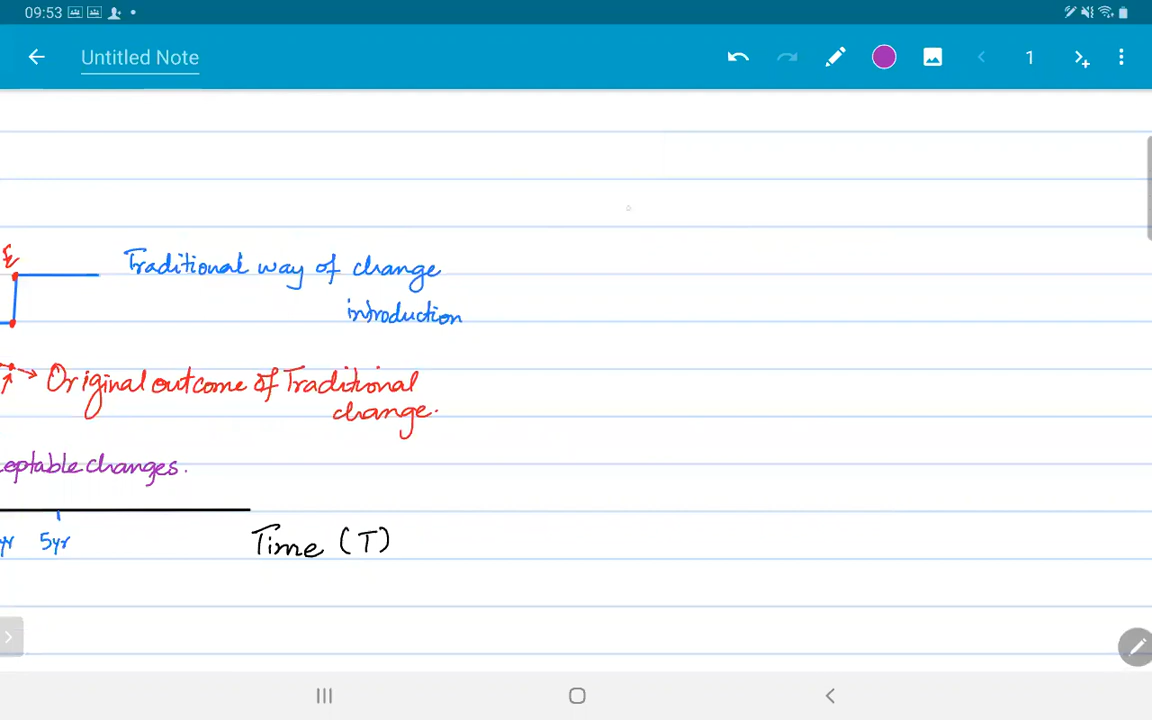 09:53
Untitled Note
1
Traditional way of change
introduction
Original outcome of Traditional
change.
eptable changes.
yr 5yr
Time (T)